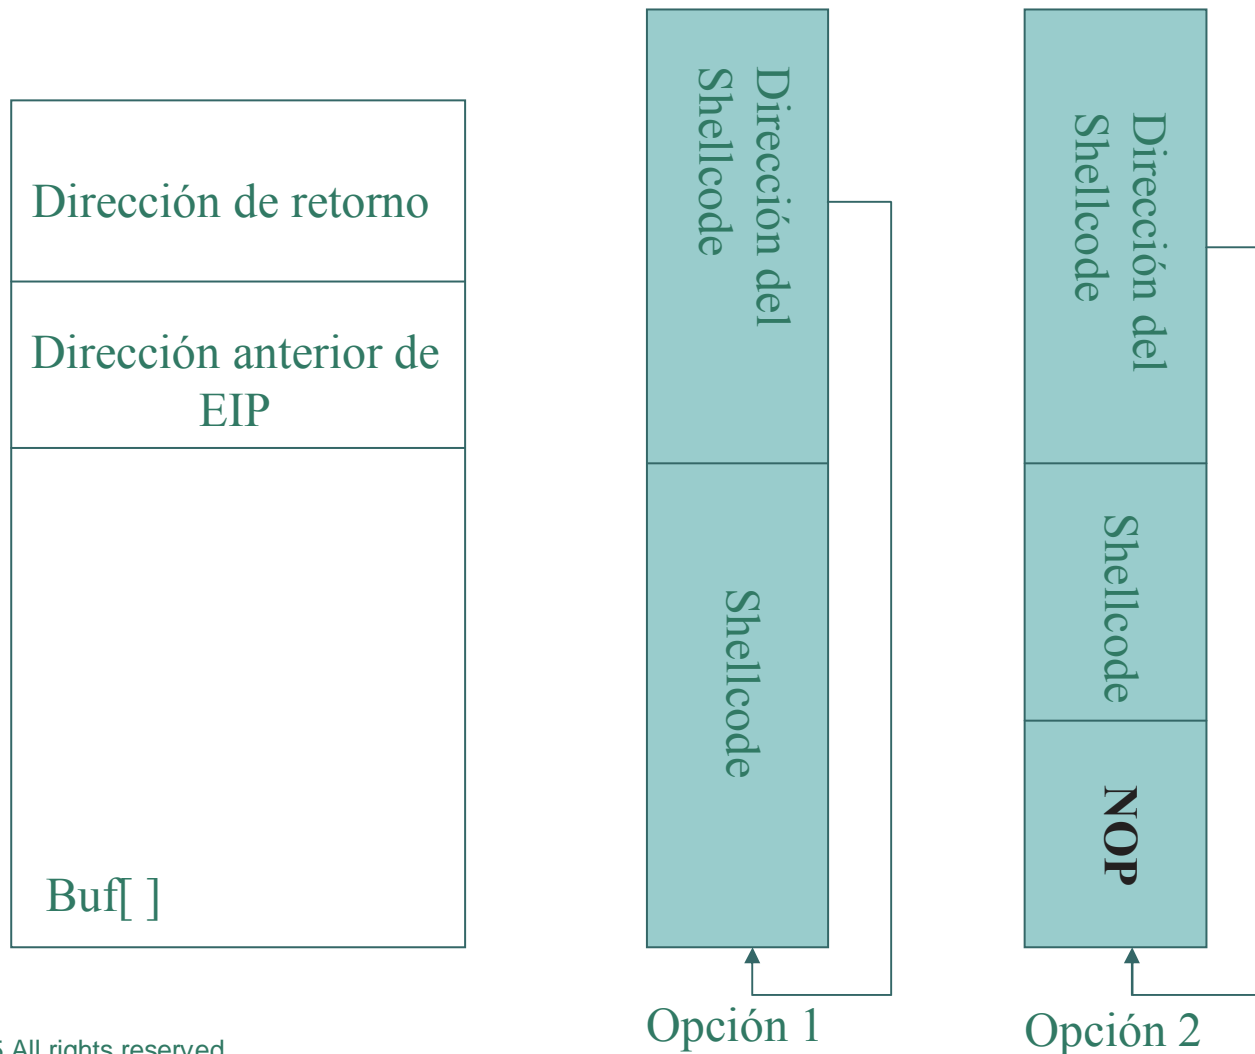 Dirección de retorno
Dirección anterior de
EIP
Buf[ ]
Dirección del
Shellcode
Shellcode
Opción 1
Dirección del
Shellcode
Shellcode
NOP
Opción 2
All rights reserved